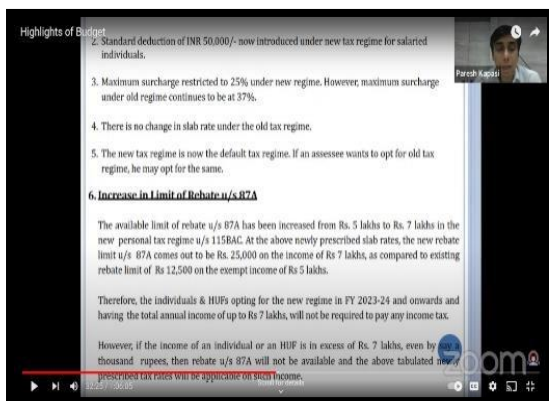 Highlights of Budget
2. Standard deduction of INR 50,000/- now introduced under new tax regime for salaried
individuals.
Paresh Kapasi
3. Maximum surcharge restricted to 25% under new regime. However, maximum surcharge
under old regime continues to be at 37%.
4. There is no change in slab rate under the old tax regime.
5. The new tax regime is now the default tax regime. If an assessee wants to opt for old tax
regime, he may opt for the same.
6. Increase in Limit of Rebate u/s 87A
The available limit of rebate u/s 87A has been increased from Rs. 5 lakhs to Rs. 7 lakhs in the
new personal tax regime u/s 115BAC. At the above newly prescribed slab rates, the new rebate
limit u/s 87A comes out to be Rs. 25,000 on the income of Rs 7 lakhs, as compared to existing
rebate limit of Rs 12,500 on the exempt income of Rs 5 lakhs.
Therefore, the individuals & HUFs opting for the new regime in FY 2023-24 and onwards and
having the total annual income of up to Rs 7 lakhs, will not be required to pay any income tax.
However, if the income of an individual or an HUF is in excess of Rs. 7 lakhs, even by say a
thousand rupees, then rebate u/s 87A will not be available and the above tabulated new
zoom
prescribed tax rates will be applicable on such income.
32:25 / 1:06:05
Scroll for details